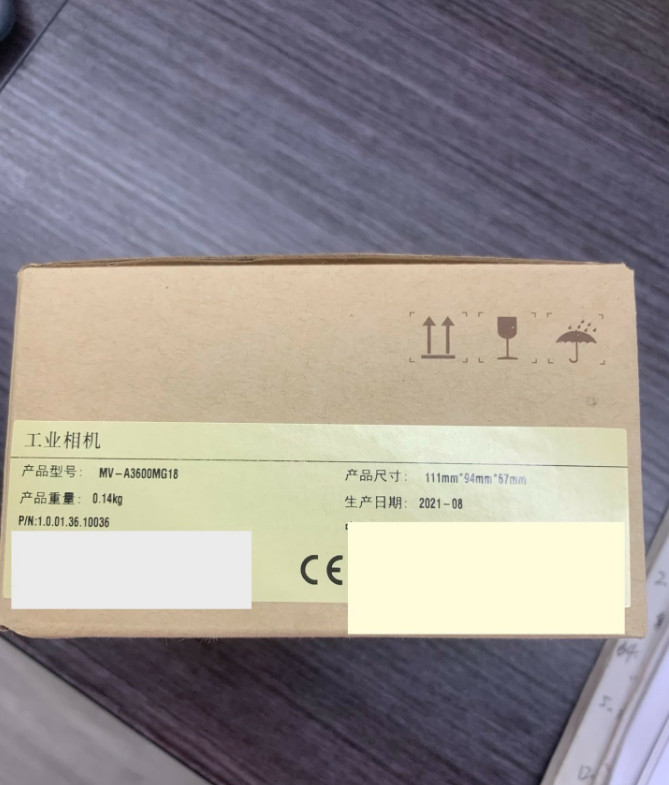 工业相机
产品型号: MV-A3600MG18
产品尺寸: 111mm*94mm*67mm
产品重量: 0.14kg
生产日期: 2021-08
P/N:1.0.01.36.10036
CE